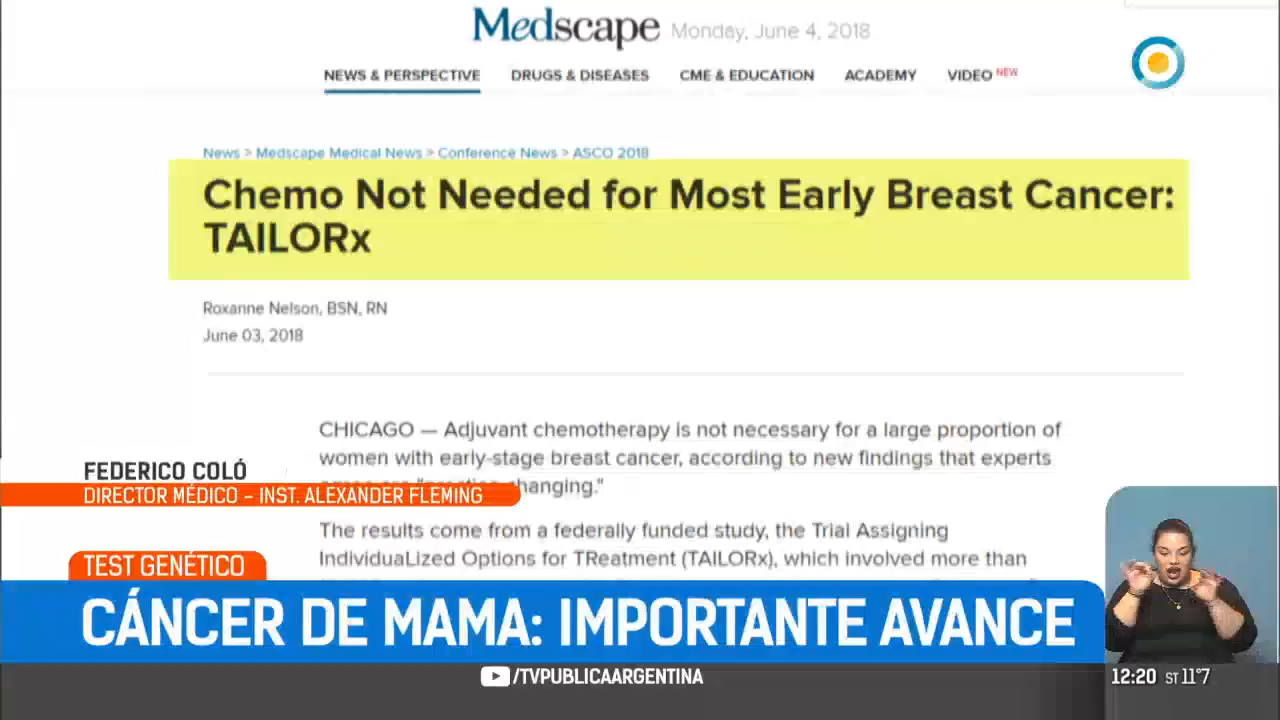 Medscape Monday, June 4, 2018
NEWS & PERSPECTIVE DRUGS & DISEASES CME & EDUCATION ACADEMY VIDEO NEW
News > Medscape Medical News > Conference News > ASCO 2018
Chemo Not Needed for Most Early Breast Cancer:
TAILORx
Roxanne Nelson, BSN, RN
June 03, 2018
CHICAGO — Adjuvant chemotherapy is not necessary for a large proportion of
women with early-stage breast cancer, according to new findings that experts
changing."
The results come from a federally funded study, the Trial Assigning
IndividuaLized Options for TReatment (TAILORx), which involved more than
FEDERICO COLÓ
DIRECTOR MÉDICO – INST. ALEXANDER FLEMING
TEST GENÉTICO
CÁNCER DE MAMA: IMPORTANTE AVANCE
/TVPUBLICAARGENTINA
12:20 ST 11°7